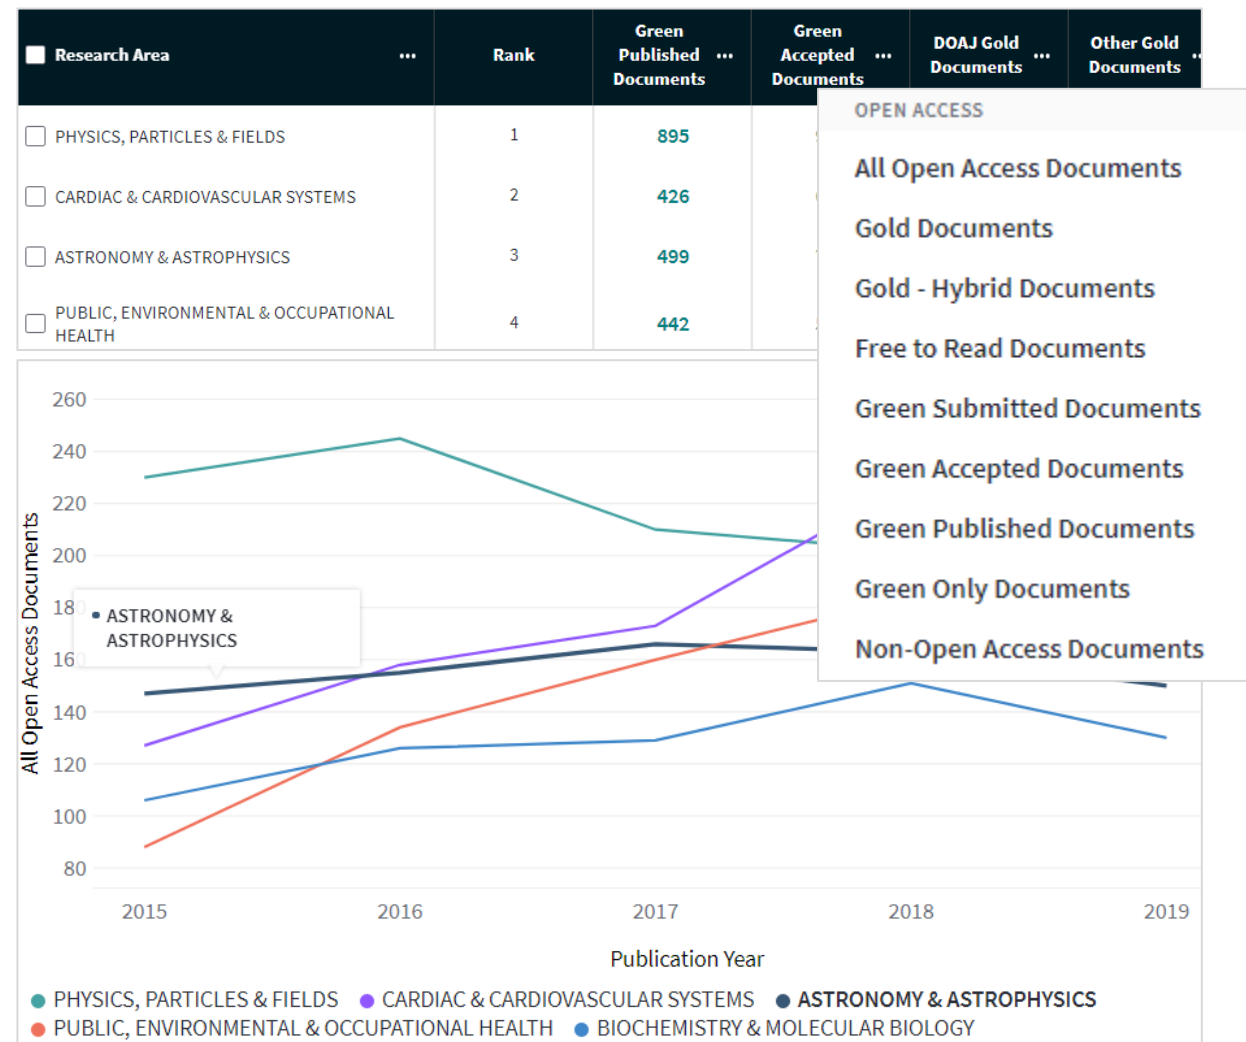 Research Area ... Rank Green Published Documents ... Green Accepted Documents ... DOAJ Gold Documents ... Other Gold Documents
PHYSICS, PARTICLES & FIELDS 1 895
CARDIAC & CARDIOVASCULAR SYSTEMS 2 426
ASTRONOMY & ASTROPHYSICS 3 499
PUBLIC, ENVIRONMENTAL & OCCUPATIONAL
HEALTH 4 442
OPEN ACCESS
All Open Access Documents
Gold Documents
Gold - Hybrid Documents
Free to Read Documents
Green Submitted Documents
Green Accepted Documents
Green Published Documents
Green Only Documents
Non-Open Access Documents
All Open Access Documents
260
240
220
200
180
160
140
120
100
80
ASTRONOMY &
ASTROPHYSICS
2015 2016 2017 2018 2019
Publication Year
PHYSICS, PARTICLES & FIELDS CARDIAC & CARDIOVASCULAR SYSTEMS ASTRONOMY & ASTROPHYSICS
PUBLIC, ENVIRONMENTAL & OCCUPATIONAL HEALTH BIOCHEMISTRY & MOLECULAR BIOLOGY